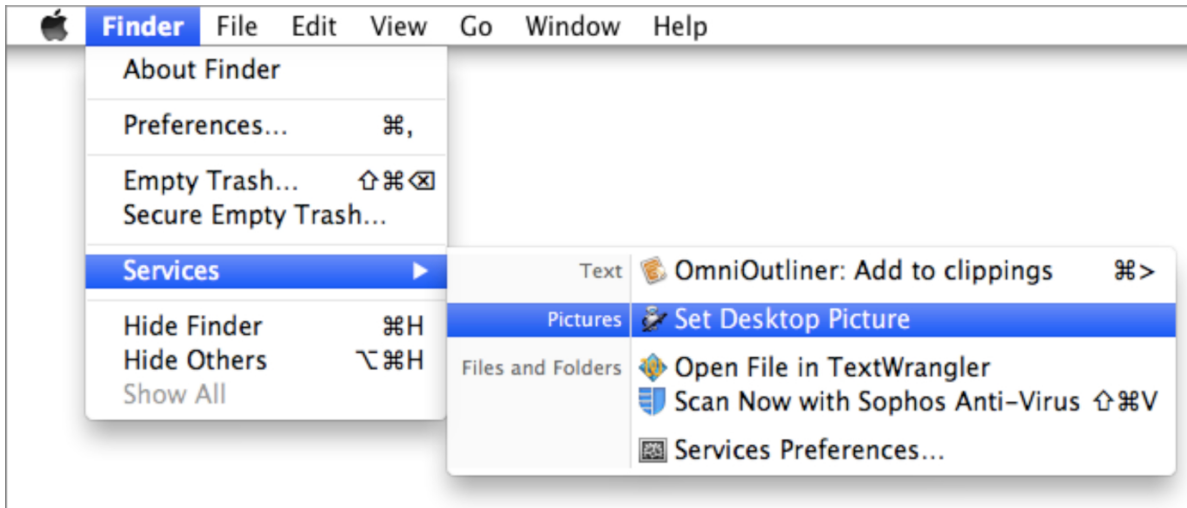 Finder File Edit View Go Window Help
About Finder
Preferences... ⌘,
Empty Trash... ⇧⌘⌫
Secure Empty Trash...
Services ▶
Text OmniOutliner: Add to clippings ⌘>
Pictures Set Desktop Picture
Hide Finder ⌘H
Hide Others ⌥⌘H
Show All
Files and Folders Open File in TextWrangler
Scan Now with Sophos Anti-Virus ⇧⌘V
Services Preferences...